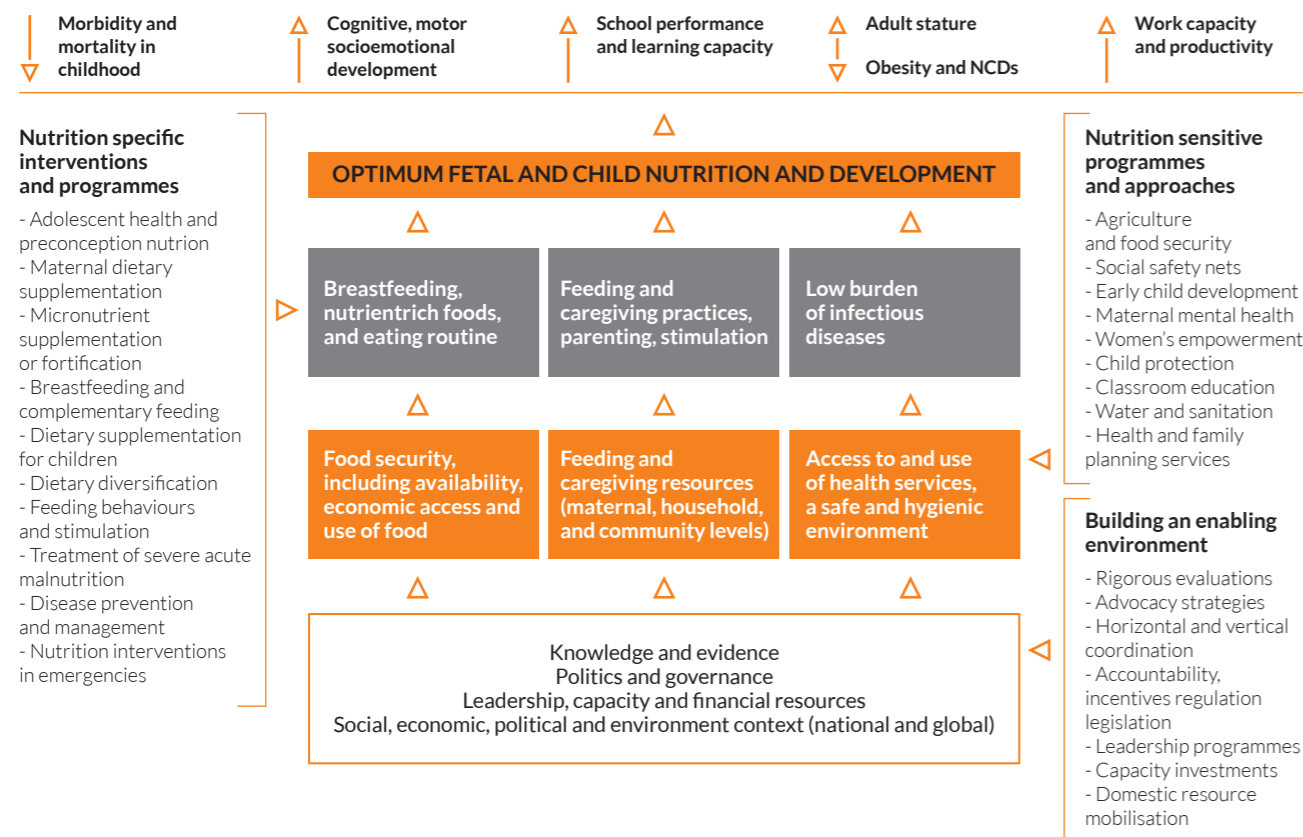 Morbidity and
mortality in
childhood
Cognitive, motor
socioemotional
development
School performance
and learning capacity
Adult stature
Obesity and NCDs
Work capacity
and productivity
Nutrition specific
interventions
and programmes
- Adolescent health and
preconception nutrion
- Maternal dietary
supplementation
- Micronutrient
supplementation
or fortification
- Breastfeeding and
complementary feeding
- Dietary supplementation
for children
- Dietary diversification
- Feeding behaviours
and stimulation
- Treatment of severe acute
malnutrition
- Disease prevention
and management
- Nutrition interventions
in emergencies
OPTIMUM FETAL AND CHILD NUTRITION AND DEVELOPMENT
Breastfeeding,
nutrientrich foods,
and eating routine
Feeding and
caregiving practices,
parenting, stimulation
Low burden
of infectious
diseases
Food security,
including availability,
economic access and
use of food
Feeding and
caregiving resources
(maternal, household,
and community levels)
Access to and use
of health services,
a safe and hygienic
environment
Knowledge and evidence
Politics and governance
Leadership, capacity and financial resources
Social, economic, political and environment context (national and global)
Nutrition sensitive
programmes
and approaches
- Agriculture
and food security
- Social safety nets
- Early child development
- Maternal mental health
- Women's empowerment
- Child protection
- Classroom education
- Water and sanitation
- Health and family
planning services
Building an enabling
environment
- Rigorous evaluations
- Advocacy strategies
- Horizontal and vertical
coordination
- Accountability,
incentives regulation
legislation
- Leadership programmes
- Capacity investments
- Domestic resource
mobilisation